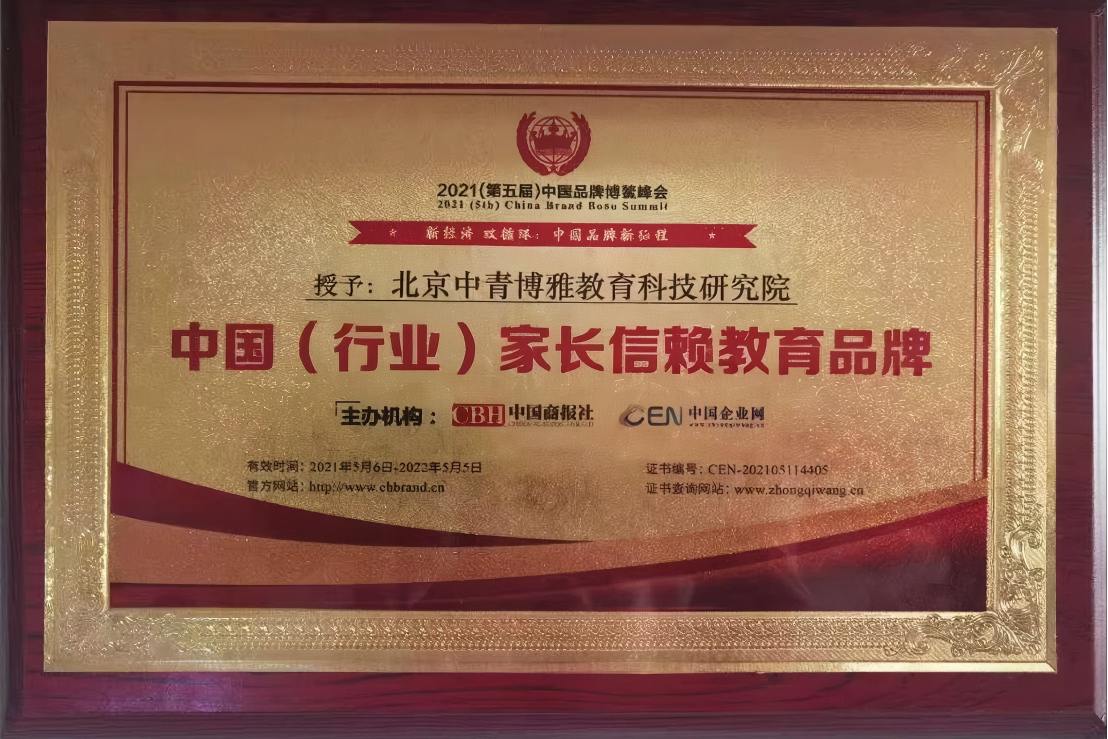 2021(第五届)中国品牌博鳌峰会
2021 (5th) China Brand Boao Summit
新经济 双循环：中国品牌新征程
授予：北京中青博雅教育科技研究院
中国（行业）家长信赖教育品牌
主办机构： CBH 中国商报社 CEN 中国企业网
有效时间：2021年5月6日-2023年5月5日 证书编号：CEN-202105114405
官方网站：http://www.chbrand.cn 证书查询网站：www.zhongqiwang.cn